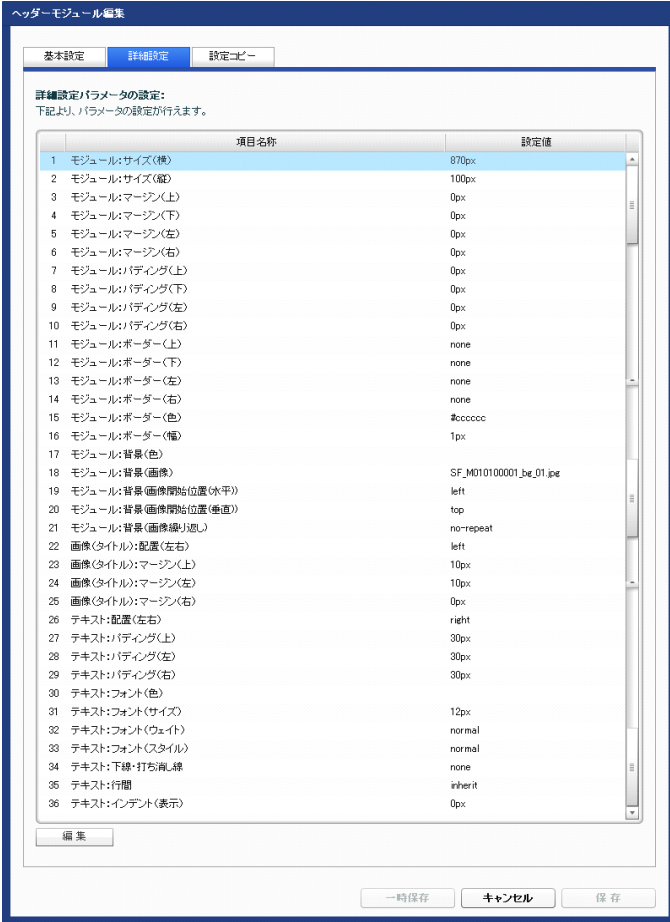 ヘッダーモジュール編集
基本設定 詳細設定 設定コピー
詳細設定パラメータの設定:
下記より、パラメータの設定が行えます。
項目名称 設定値
1 モジュール:サイズ(横) 870px
2 モジュール:サイズ(縦) 100px
3 モジュール:マージン(上) 0px
4 モジュール:マージン(下) 0px
5 モジュール:マージン(左) 0px
6 モジュール:マージン(右) 0px
7 モジュール:パディング(上) 0px
8 モジュール:パディング(下) 0px
9 モジュール:パディング(左) 0px
10 モジュール:パディング(右) 0px
11 モジュール:ボーダー(上) none
12 モジュール:ボーダー(下) none
13 モジュール:ボーダー(左) none
14 モジュール:ボーダー(右) none
15 モジュール:ボーダー(色) #cccccc
16 モジュール:ボーダー(幅) 1px
17 モジュール:背景(色)
18 モジュール:背景(画像) SF_M010100001_bg_01.jpg
19 モジュール:背景(画像開始位置(水平)) left
20 モジュール:背景(画像開始位置(垂直)) top
21 モジュール:背景(画像繰り返し) no-repeat
22 画像(タイトル):配置(左右) left
23 画像(タイトル):マージン(上) 10px
24 画像(タイトル):マージン(左) 10px
25 画像(タイトル):マージン(右) 0px
26 テキスト:配置(左右) right
27 テキスト:パディング(上) 30px
28 テキスト:パディング(左) 30px
29 テキスト:パディング(右) 30px
30 テキスト:フォント(色)
31 テキスト:フォント(サイズ) 12px
32 テキスト:フォント(ウェイト) normal
33 テキスト:フォント(スタイル) normal
34 テキスト:下線・打ち消し線 none
35 テキスト:行間 inherit
36 テキスト:インデント(表示) 0px
編集
一時保存 キャンセル 保存